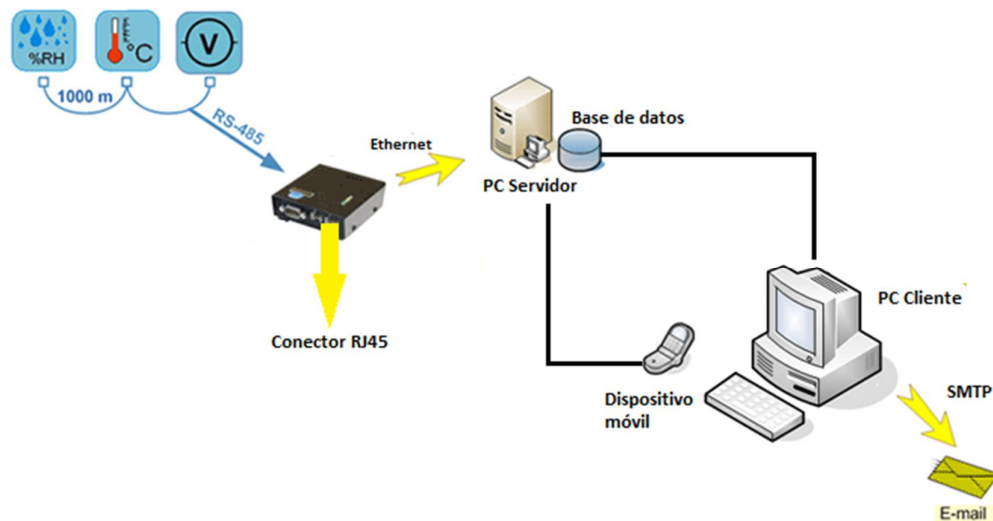 %RH
°C
V
1000 m
RS-485
Ethernet
Base de datos
PC Servidor
Conector RJ45
PC Cliente
Dispositivo
móvil
SMTP
E-mail